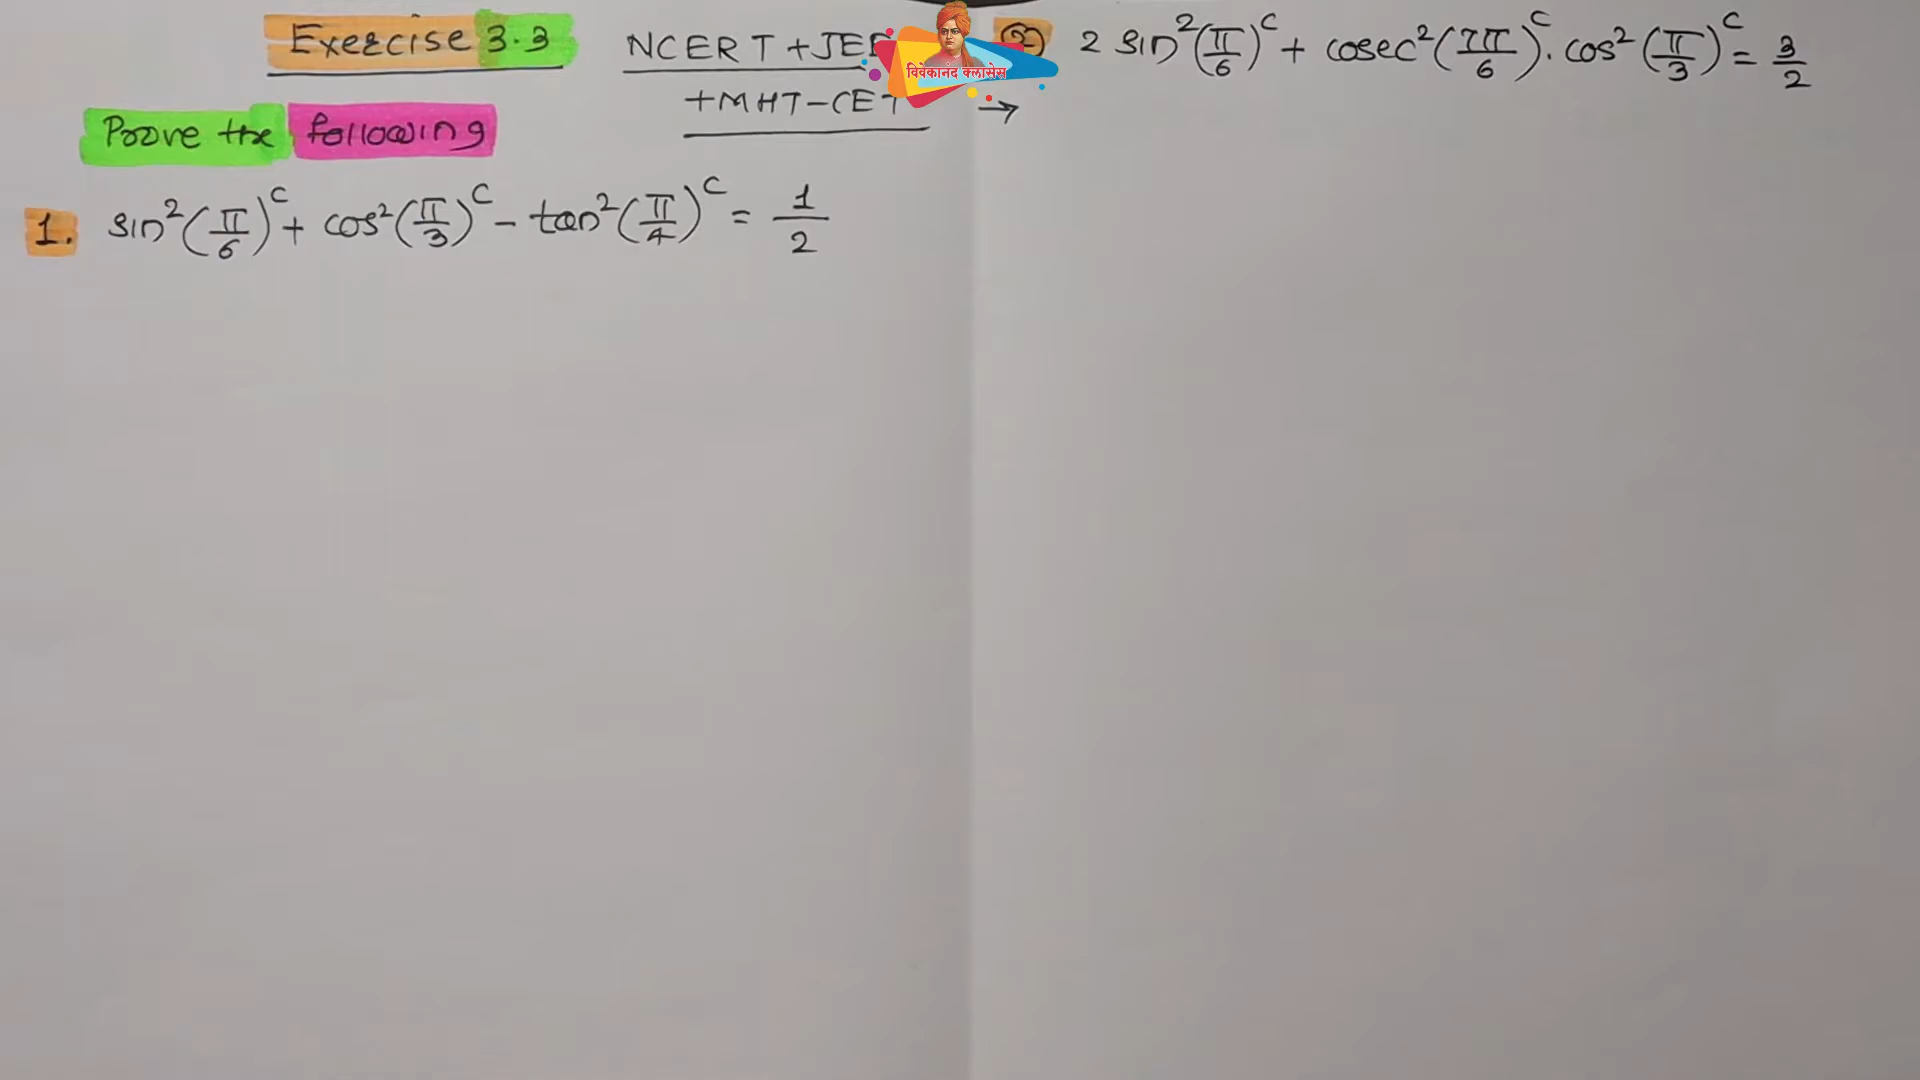 Exercise 3.3
NCERT + JEE
+ MHT-CET
विवेकानंद क्लासेस
Prove the following
1. sin²(π/6)ᶜ + cos²(π/3)ᶜ - tan²(π/4)ᶜ = 1/2
2 sin²(π/6)ᶜ + cosec²(7π/6)ᶜ . cos²(π/3)ᶜ = 3/2
→